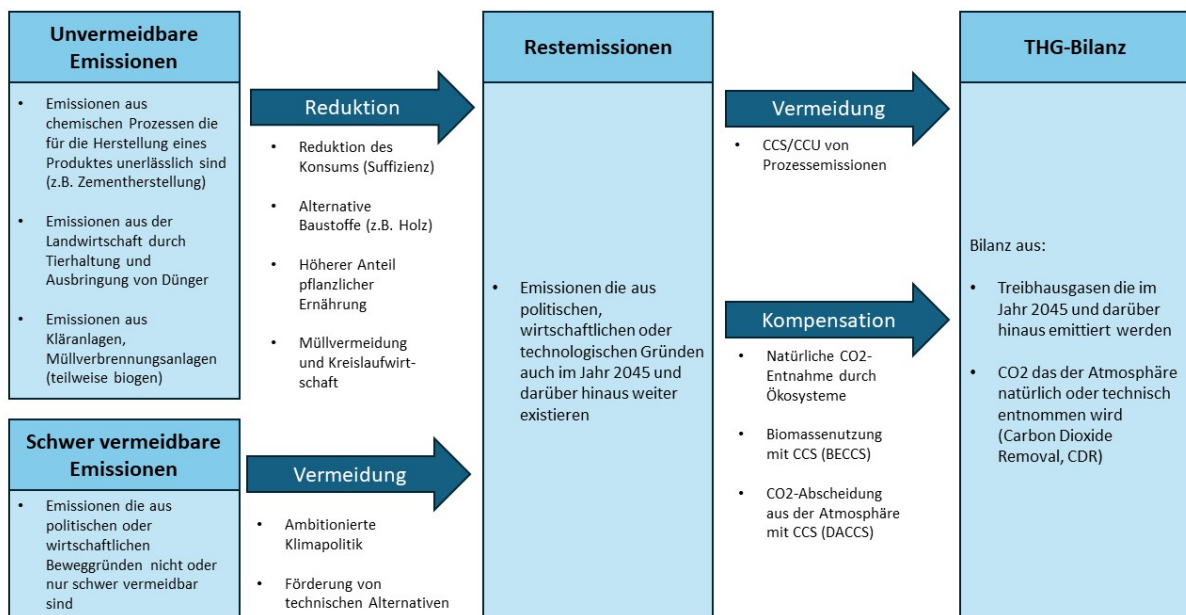 Unvermeidbare
Emissionen
• Emissionen aus
chemischen Prozessen die
für die Herstellung eines
Produktes unerlässlich sind
(z.B. Zementherstellung)
• Emissionen aus der
Landwirtschaft durch
Tierhaltung und
Ausbringung von Dünger
• Emissionen aus
Kläranlagen,
Müllverbrennungsanlagen
(teilweise biogen)
Schwer vermeidbare
Emissionen
• Emissionen die aus
politischen oder
wirtschaftlichen
Beweggründen nicht oder
nur schwer vermeidbar
sind
Reduktion
• Reduktion des
Konsums (Suffizienz)
• Alternative
Baustoffe (z.B. Holz)
• Höherer Anteil
pflanzlicher
Ernährung
• Müllvermeidung
und Kreislaufwirt-
schaft
Vermeidung
• Ambitionierte
Klimapolitik
• Förderung von
technischen Alternativen
Restemissionen
• Emissionen die aus
politischen,
wirtschaftlichen oder
technologischen Gründen
auch im Jahr 2045 und
darüber hinaus weiter
existieren
Vermeidung
• CCS/CCU von
Prozessemissionen
Kompensation
• Natürliche CO2-
Entnahme durch
Ökosysteme
• Biomassenutzung
mit CCS (BECCS)
• CO2-Abscheidung
aus der Atmosphäre
mit CCS (DACCS)
THG-Bilanz
Bilanz aus:
• Treibhausgasen die im
Jahr 2045 und darüber
hinaus emittiert werden
• CO2 das der Atmosphäre
natürlich oder technisch
entnommen wird
(Carbon Dioxide
Removal, CDR)